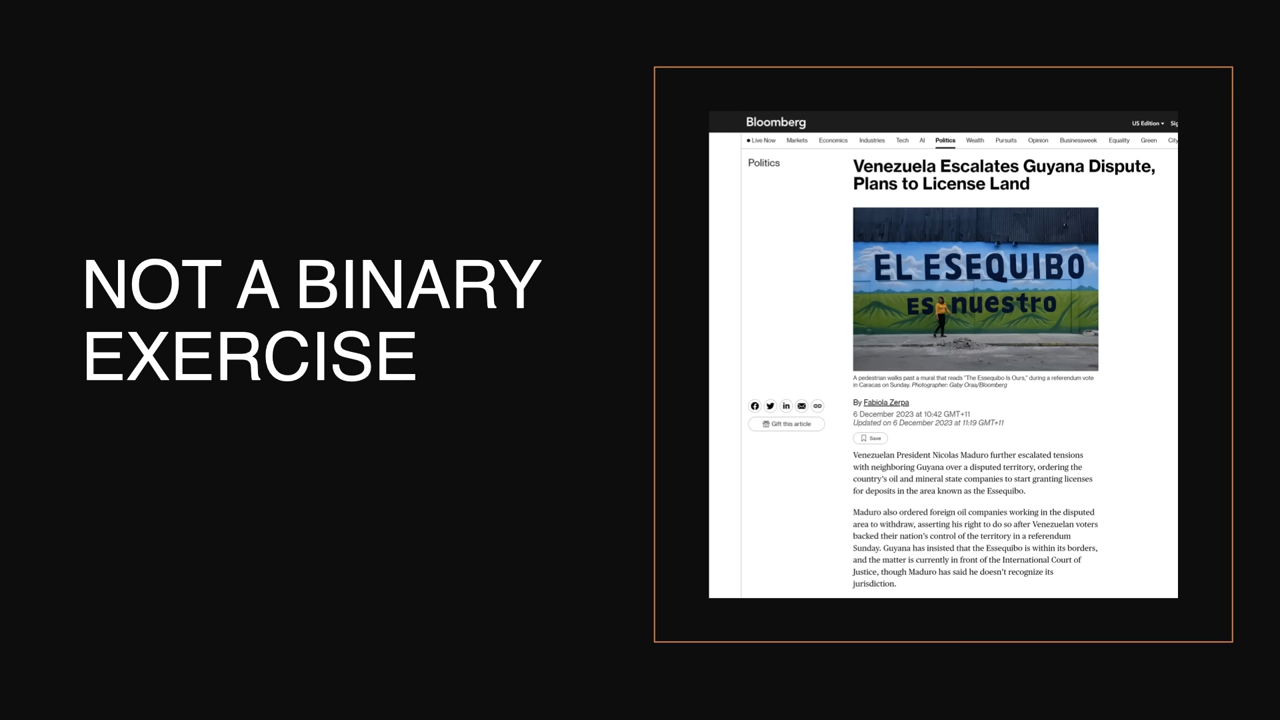 NOT A BINARY
EXERCISE
Bloomberg
US Edition
Live Now Markets Economics Industries Tech AI Politics Wealth Pursuits Opinion Businessweek Equality Green
Politics
Venezuela Escalates Guyana Dispute,
Plans to License Land
EL ESEQUIBO
ES nuestro
A pedestrian walks past a mural that reads "The Essequibo Is Ours," during a referendum vote
in Caracas on Sunday. Photographer: Gaby Oraa/Bloomberg
By Fabiola Zerpa
6 December 2023 at 10:42 GMT+11
Updated on 6 December 2023 at 11:19 GMT+11
Gift this article
Save
Venezuelan President Nicolas Maduro further escalated tensions
with neighboring Guyana over a disputed territory, ordering the
country's oil and mineral state companies to start granting licenses
for deposits in the area known as the Essequibo.
Maduro also ordered foreign oil companies working in the disputed
area to withdraw, asserting his right to do so after Venezuelan voters
backed their nation's control of the territory in a referendum
Sunday. Guyana has insisted that the Essequibo is within its borders,
and the matter is currently in front of the International Court of
Justice, though Maduro has said he doesn't recognize its
jurisdiction.